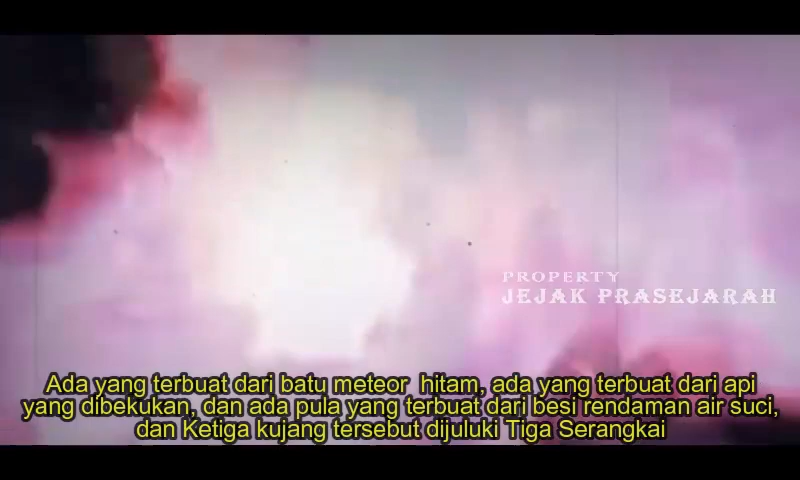 PROPERTY
JEJAK PRASEJARAH
Ada yang terbuat dari batu meteor  hitam, ada yang terbuat dari api
yang dibekukan, dan ada pula yang terbuat dari besi rendaman air suci,
dan Ketiga kujang tersebut dijuluki Tiga Serangkai